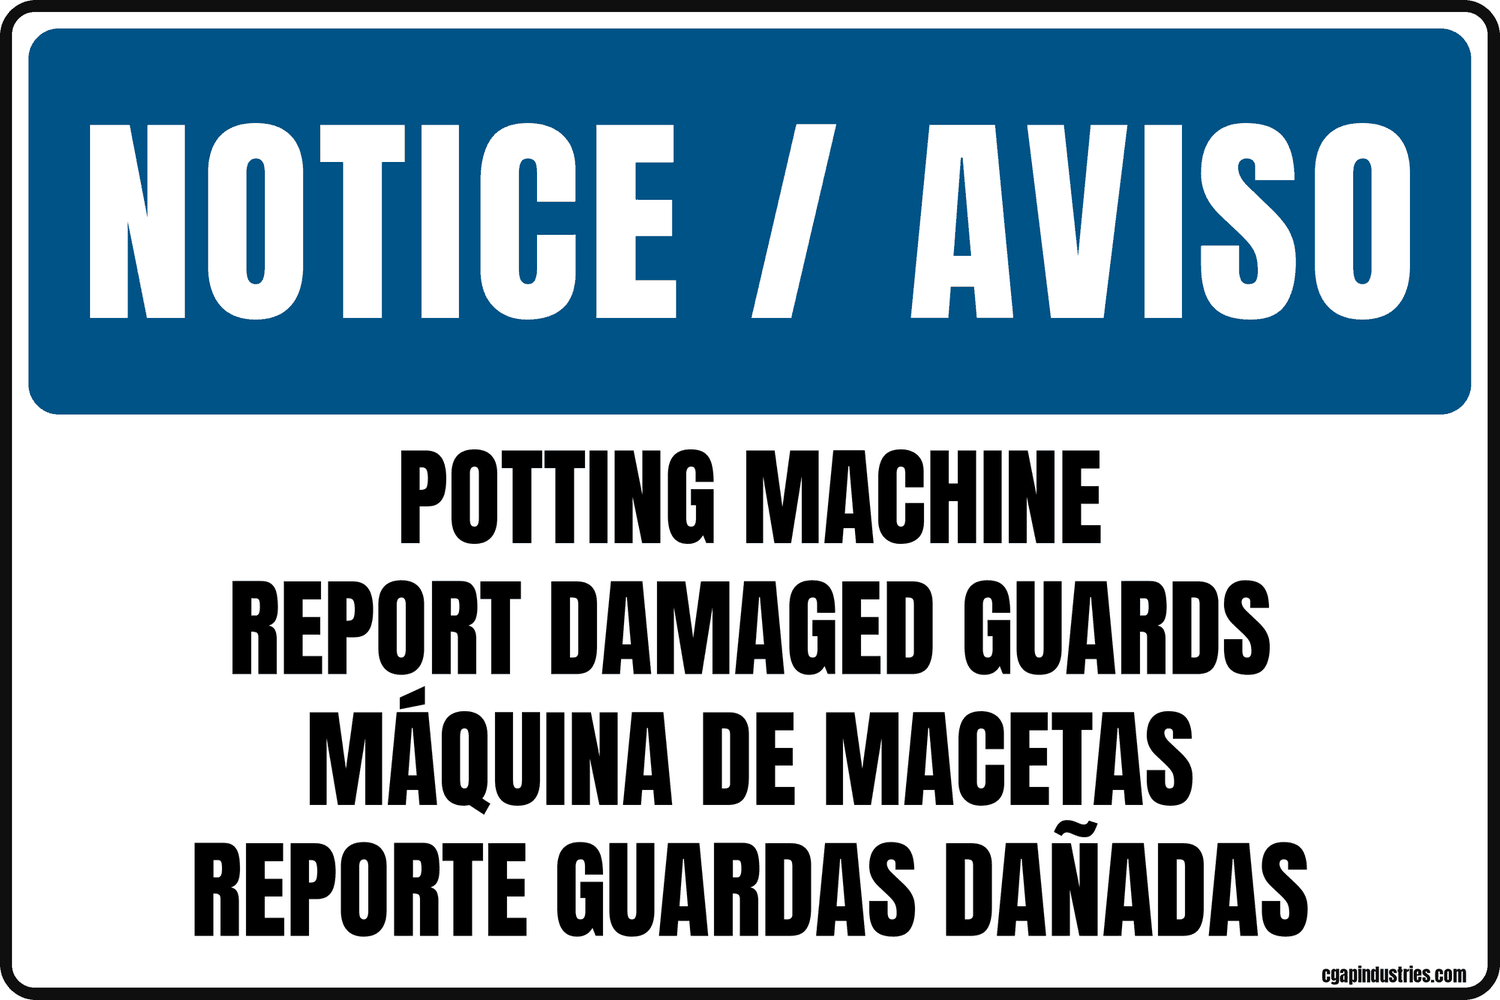 NOTICE / AVISO
POTTING MACHINE
REPORT DAMAGED GUARDS
MÁQUINA DE MACETAS
REPORTE GUARDAS DAÑADAS
cgapindustries.com